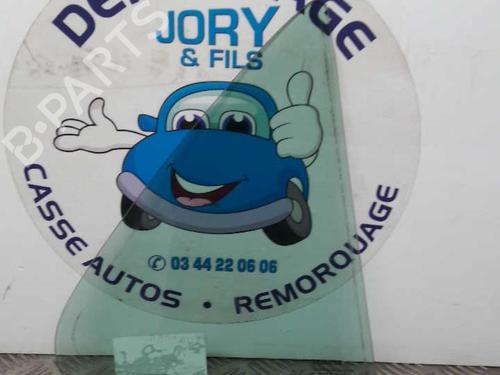 JORY
& FILS
CASSE AUTOS • REMORQUAGE
03 44 22 06 06
B-PARTS